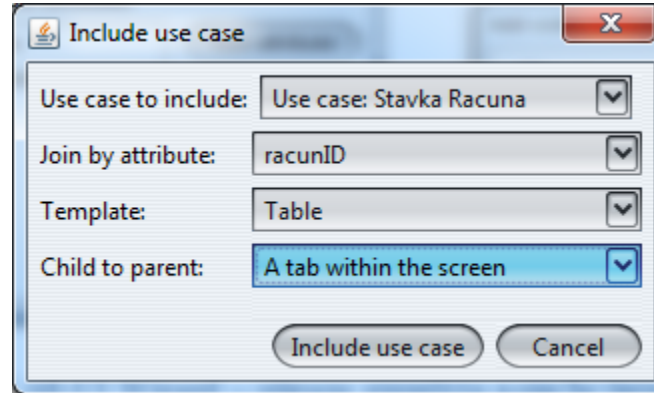 Include use case
Use case to include: Use case: Stavka Racuna
Join by attribute: racunID
Template: Table
Child to parent: A tab within the screen
Include use case Cancel